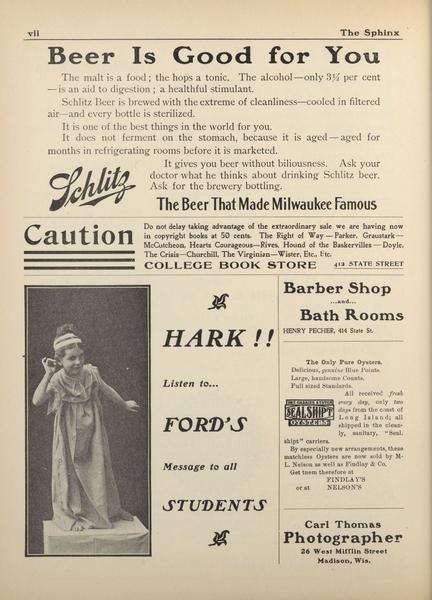 vii
The Sphinx
Beer Is Good for You
The malt is a food; the hops a tonic. The alcohol—only 3½ per cent
—is an aid to digestion; a healthful stimulant.
Schlitz Beer is brewed with the extreme of cleanliness—cooled in filtered
air—and every bottle is sterilized.
It is one of the best things in the world for you.
It does not ferment on the stomach, because it is aged—aged for
months in refrigerating rooms before it is marketed.
It gives you beer without biliousness. Ask your
doctor what he thinks about drinking Schlitz beer.
Ask for the brewery bottling.
Schlitz
The Beer That Made Milwaukee Famous
Caution
Do not delay taking advantage of the extraordinary sale we are having now
in copyright books at 50 cents. The Right of Way—Parker, Graustark—
McCutcheon, Hearts Courageous—Rives, Hound of the Baskervilles—Doyle,
The Crisis—Churchill, The Virginian—Wister, Etc., Etc.
COLLEGE BOOK STORE 412 STATE STREET
HARK !!
Listen to...
FORD'S
Message to all
STUDENTS
Barber Shop
...and...
Bath Rooms
HENRY PECHER, 414 State St.
The Only Pure Oysters.
Delicious, genuine Blue Points
Large, handsome Counts.
Full sized Standards.
All received fresh
every day, only two
days from the coast of
Long Island; all
shipped in the clean-
ly, sanitary, "Seal.
shipt" carriers.
SEALSHIPT
OYSTERS
By especially new arrangements, these
matchless Oysters are now sold by M-
L. Nelson as well as Findlay & Co.
Get them therefore at
FINDLAY'S
or at NELSON'S
Carl Thomas
Photographer
26 West Mifflin Street
Madison, Wis.